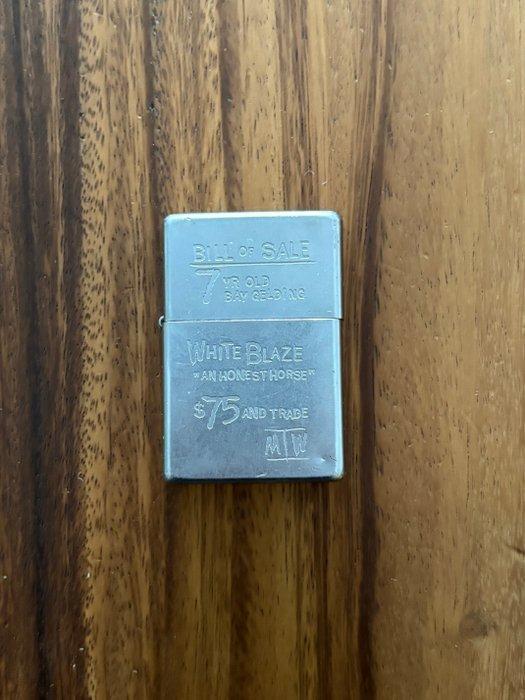 BILL OF SALE
7 YR OLD
BAY GELDING
WHITE BLAZE
"AN HONEST HORSE"
$75 AND TRADE
MTW